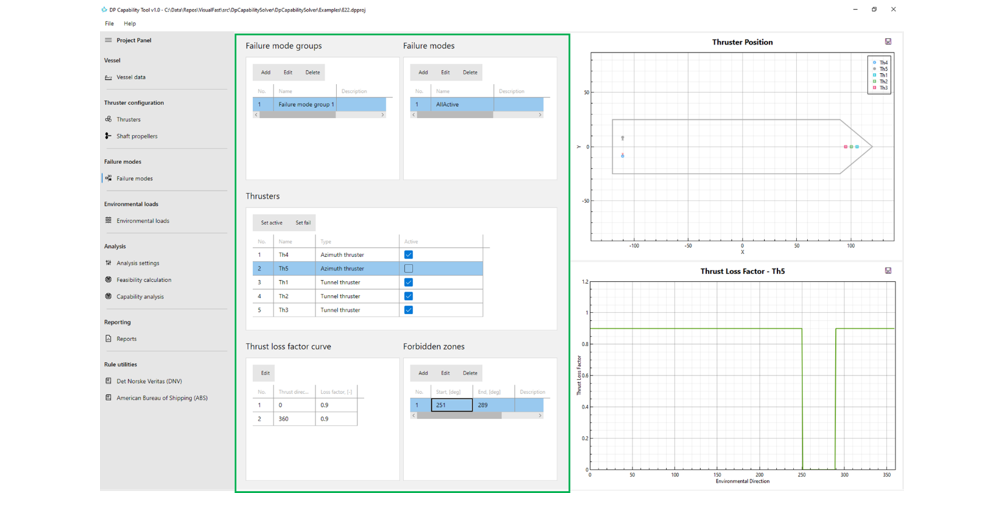 DP Capability Tool v1.0 - C:\Data\Repos\VisualFast\src\DpCapabilitySolver\DpCapabilitySolver\Examples\E22.dpproj
File Help
Project Panel
Vessel
Vessel data
Thruster configuration
Thrusters
Shaft propellers
Failure modes
Failure modes
Environmental loads
Environmental loads
Analysis
Analysis settings
Feasibility calculation
Capability analysis
Reporting
Reports
Rule utilities
Det Norske Veritas (DNV)
American Bureau of Shipping (ABS)
Failure mode groups
Add Edit Delete
No. Name Description
1 Failure mode group 1
Failure modes
Add Edit Delete
No. Name Description
1 AllActive
Thrusters
Set active Set fail
No. Name Type Active
1 Th4 Azimuth thruster
2 Th5 Azimuth thruster
3 Th1 Tunnel thruster
4 Th2 Tunnel thruster
5 Th3 Tunnel thruster
Thrust loss factor curve
Edit
No. Thrust direc... Loss factor [-]
1 0 0.9
2 360 0.9
Forbidden zones
Add Edit Delete
No. Start, [deg] End, [deg] Description
1 251 289
Thruster Position
Th4
Th5
Th1
Th2
Th3
50
0
-50
Y
-100 -50 0 50 100
X
Thrust Loss Factor - Th5
1.2
1
0.8
0.6
0.4
0.2
0
Thrust Loss Factor
0 50 100 150 200 250 300 350
Environmental Direction